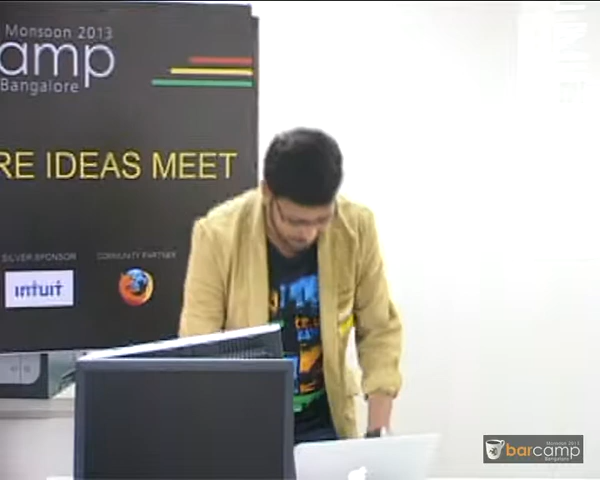 Monsoon 2013
amp
Bangalore
RE IDEAS MEET
SILVER SPONSOR
COMMUNITY PARTNER
intuit
Monsoon 2013
barcamp
Bangalore